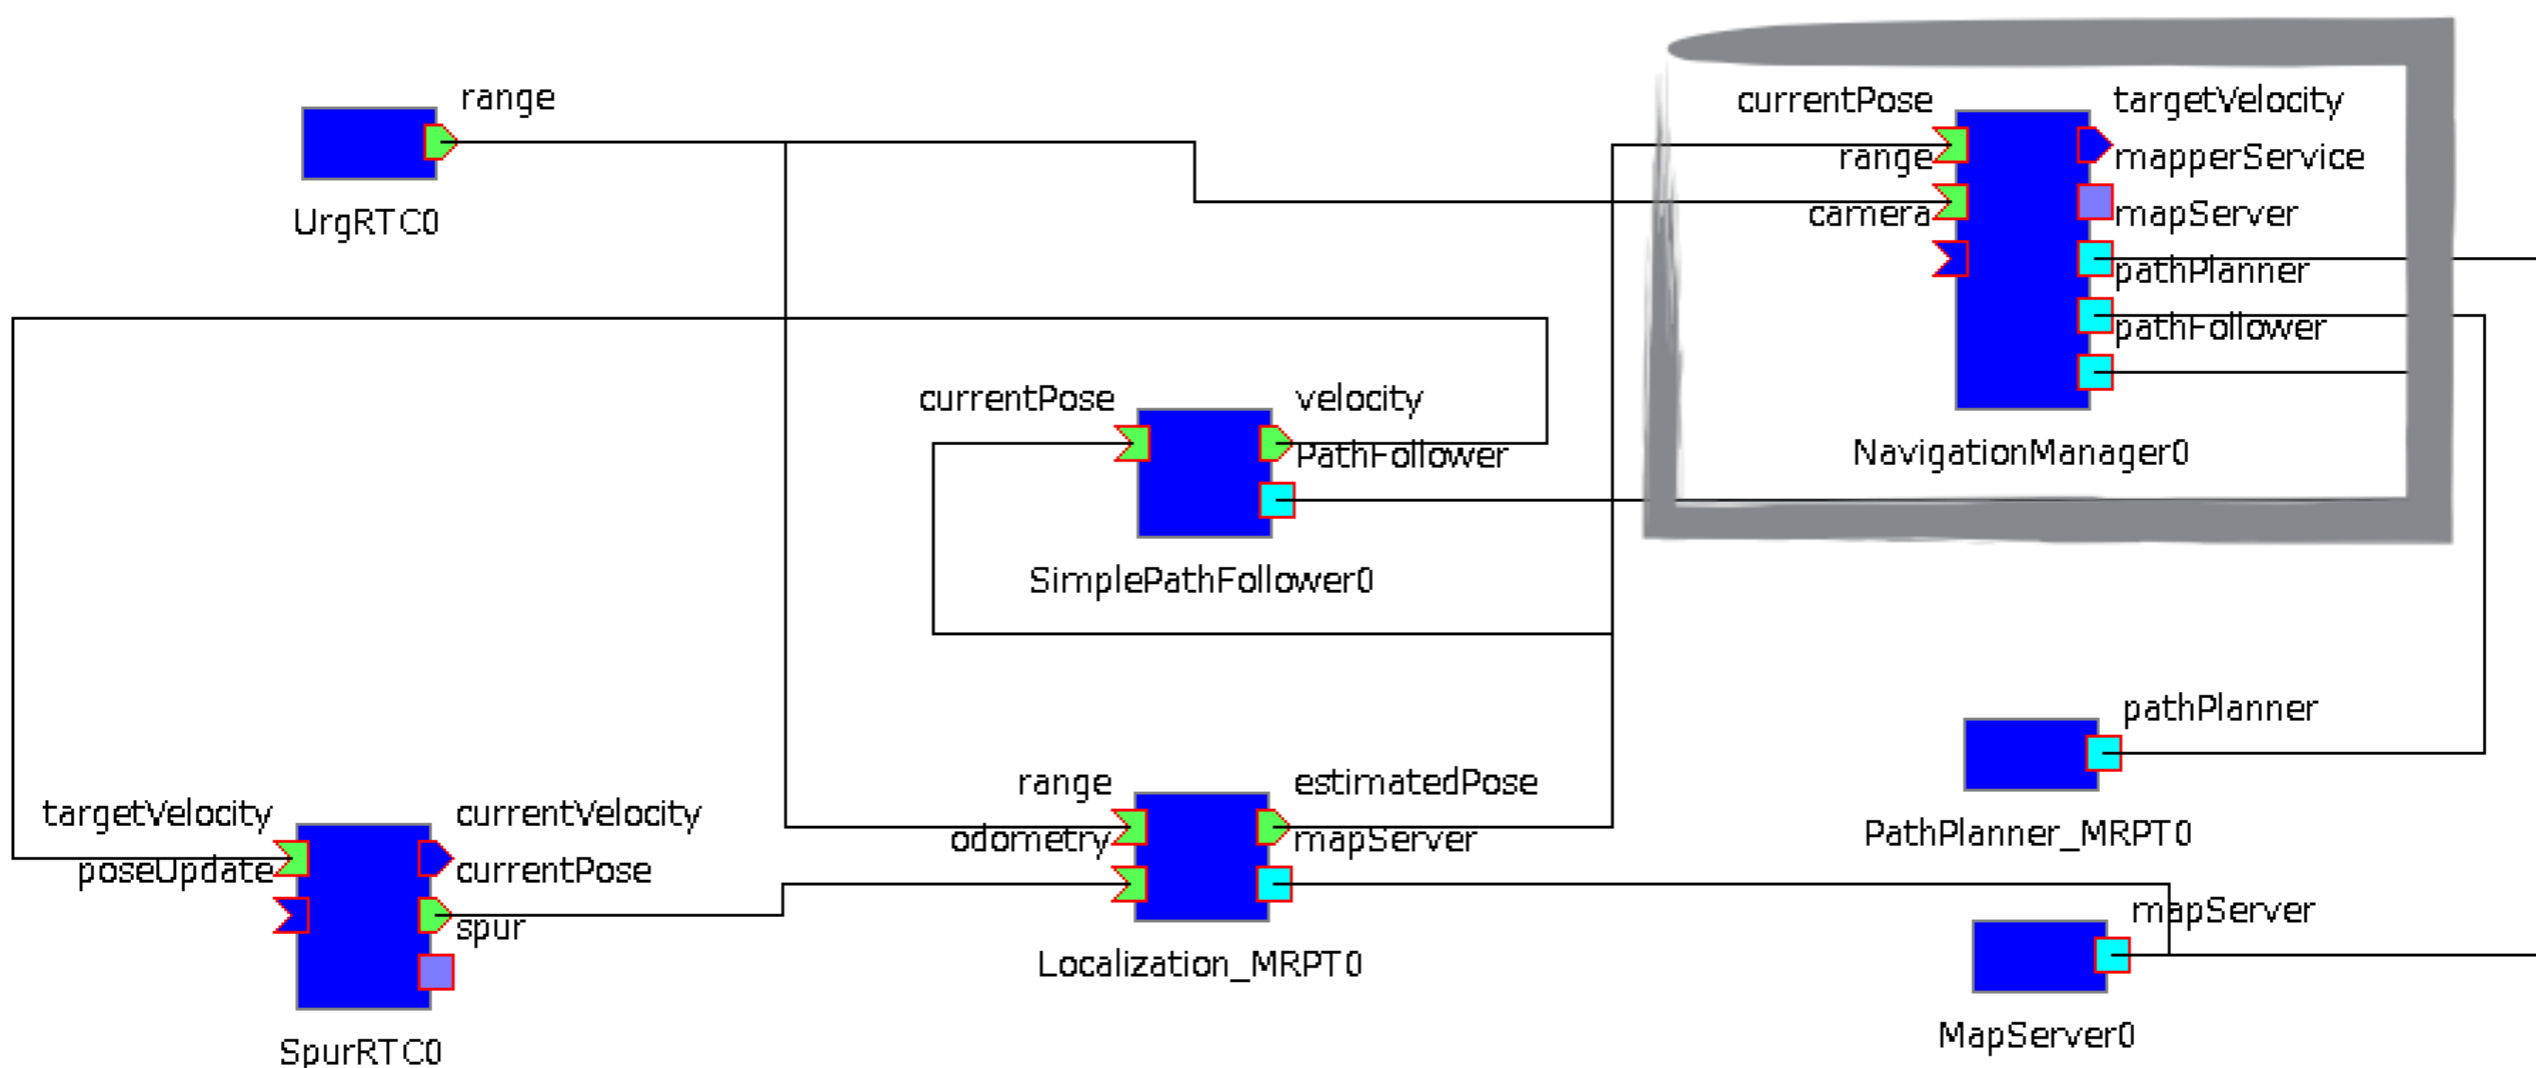 range
UrgRTC0
currentPose
range
camera
targetVelocity
mapperService
mapServer
pathPlanner
pathFollower
NavigationManager0
currentPose
velocity
PathFollower
SimplePathFollower0
pathPlanner
PathPlanner_MRPT0
range
odometry
estimatedPose
mapServer
Localization_MRPT0
targetVelocity
poseUpdate
currentVelocity
currentPose
spur
SpurRTC0
mapServer
MapServer0